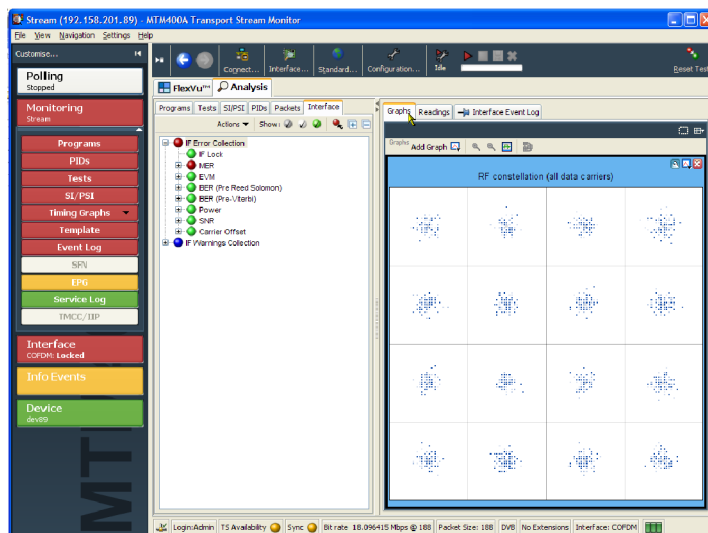 Stream (192.158.201.89) - MTM400A Transport Stream Monitor
File View Navigation Settings Help
Customise...
Connect... Interface... Standard... Configuration... Idle Reset Test
Polling
Stopped
Monitoring
Stream
Programs
PIDs
Tests
SI/PSI
Timing Graphs
Template
Event Log
SFN
EPG
Service Log
TMCC/IIP
Interface
COFDM: Locked
Info Events
Device
dev89
MTM
FlexVu™ Analysis
Programs Tests SI/PSI PIDs Packets Interface
Actions Show:
IF Error Collection
IF Lock
MER
EVM
BER (Pre Reed Solomon)
BER (Pre-Viterbi)
Power
SNR
Carrier Offset
IF Warnings Collection
Graphs Readings Interface Event Log
Graphs Add Graph
RF constellation (all data carriers)
Login:Admin TS Availability Sync Bit rate 18.096415 Mbps @ 188 Packet Size: 188 DVB No Extensions Interface: COFDM